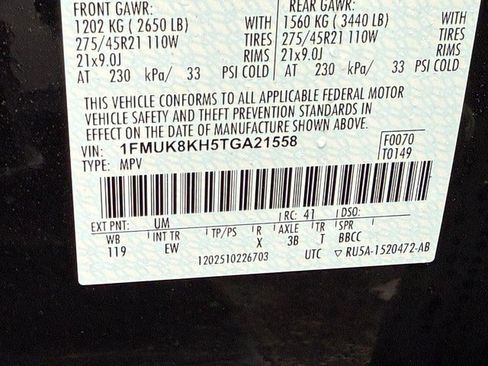 FRONT GAWR: REAR GAWR:
1202 KG ( 2650 LB) WITH 1560 KG ( 3440 LB) WITH
275/45R21 110W TIRES 275/45R21 110W TIRES
21x9.0J RIMS 21x9.0J RIMS
AT 230 kPa/ 33 PSI COLD AT 230 kPa/ 33 PSI COLD
THIS VEHICLE CONFORMS TO ALL APPLICABLE FEDERAL MOTOR
VEHICLE SAFETY AND THEFT PREVENTION STANDARDS IN
EFFECT ON THE DATE OF MANUFACTURE SHOWN ABOVE.
VIN: 1FMUK8KH5TGA21558 F0070
TYPE: MPV T0149
EXT PNT: UM RC: 41 DSO:
WB INT TR TP/PS R AXLE TR SPR
119 EW X 3B T BBCC
1202510226703 UTC ▽ RU5A-1520472-AB